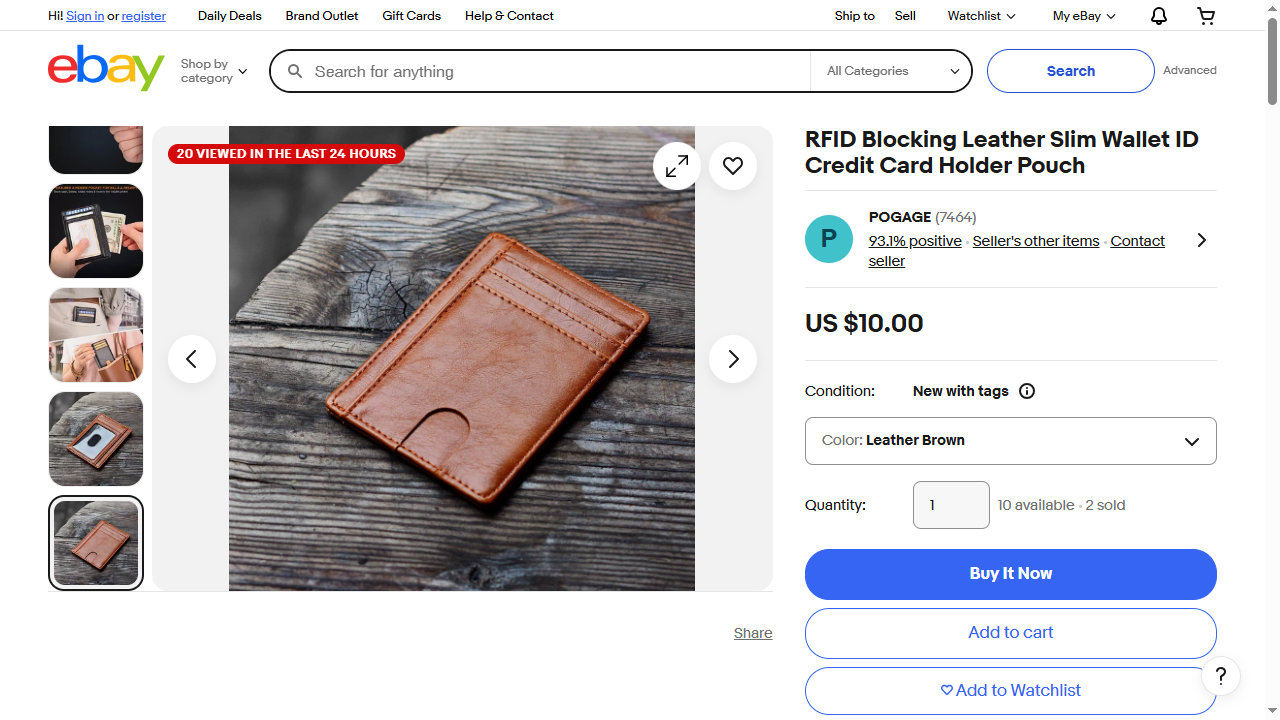 Hi! Sign in or register
Daily Deals
Brand Outlet
Gift Cards
Help & Contact
Ship to
Sell
Watchlist
My eBay
ebay
Shop by
category
Search for anything
All Categories
Search
Advanced
20 VIEWED IN THE LAST 24 HOURS
RFID Blocking Leather Slim Wallet ID
Credit Card Holder Pouch
P
POGAGE (7464)
93.1% positive · Seller's other items · Contact
seller
US $10.00
Condition:
New with tags
Color: Leather Brown
Quantity:
1
10 available · 2 sold
Buy It Now
Add to cart
Add to Watchlist
Share
?